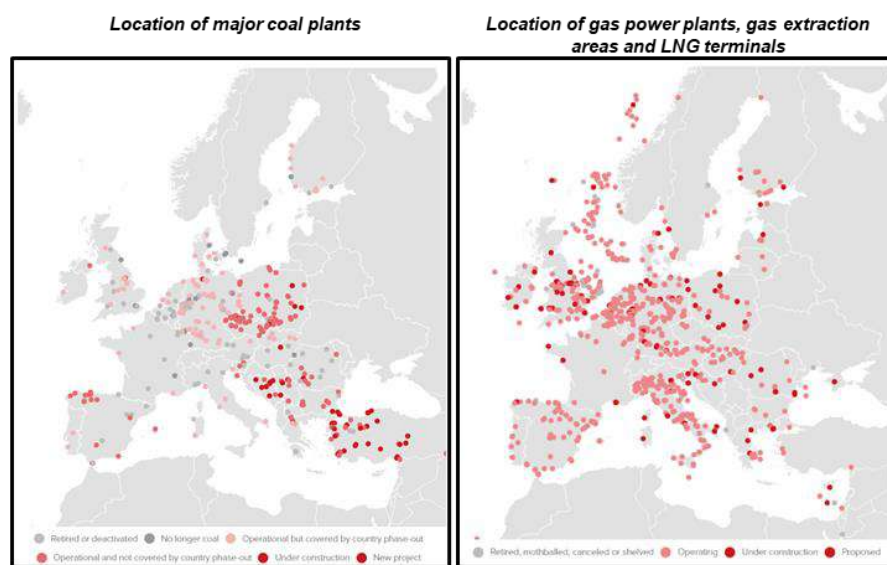 Location of major coal plants
Location of gas power plants, gas extraction
areas and LNG terminals
Retired or deactivated
No longer coal
Operational but covered by country phase-out
Operational and not covered by country phase-out
Under construction
New project
Retired, mothballed, canceled or shelved
Operating
Under construction
Proposed